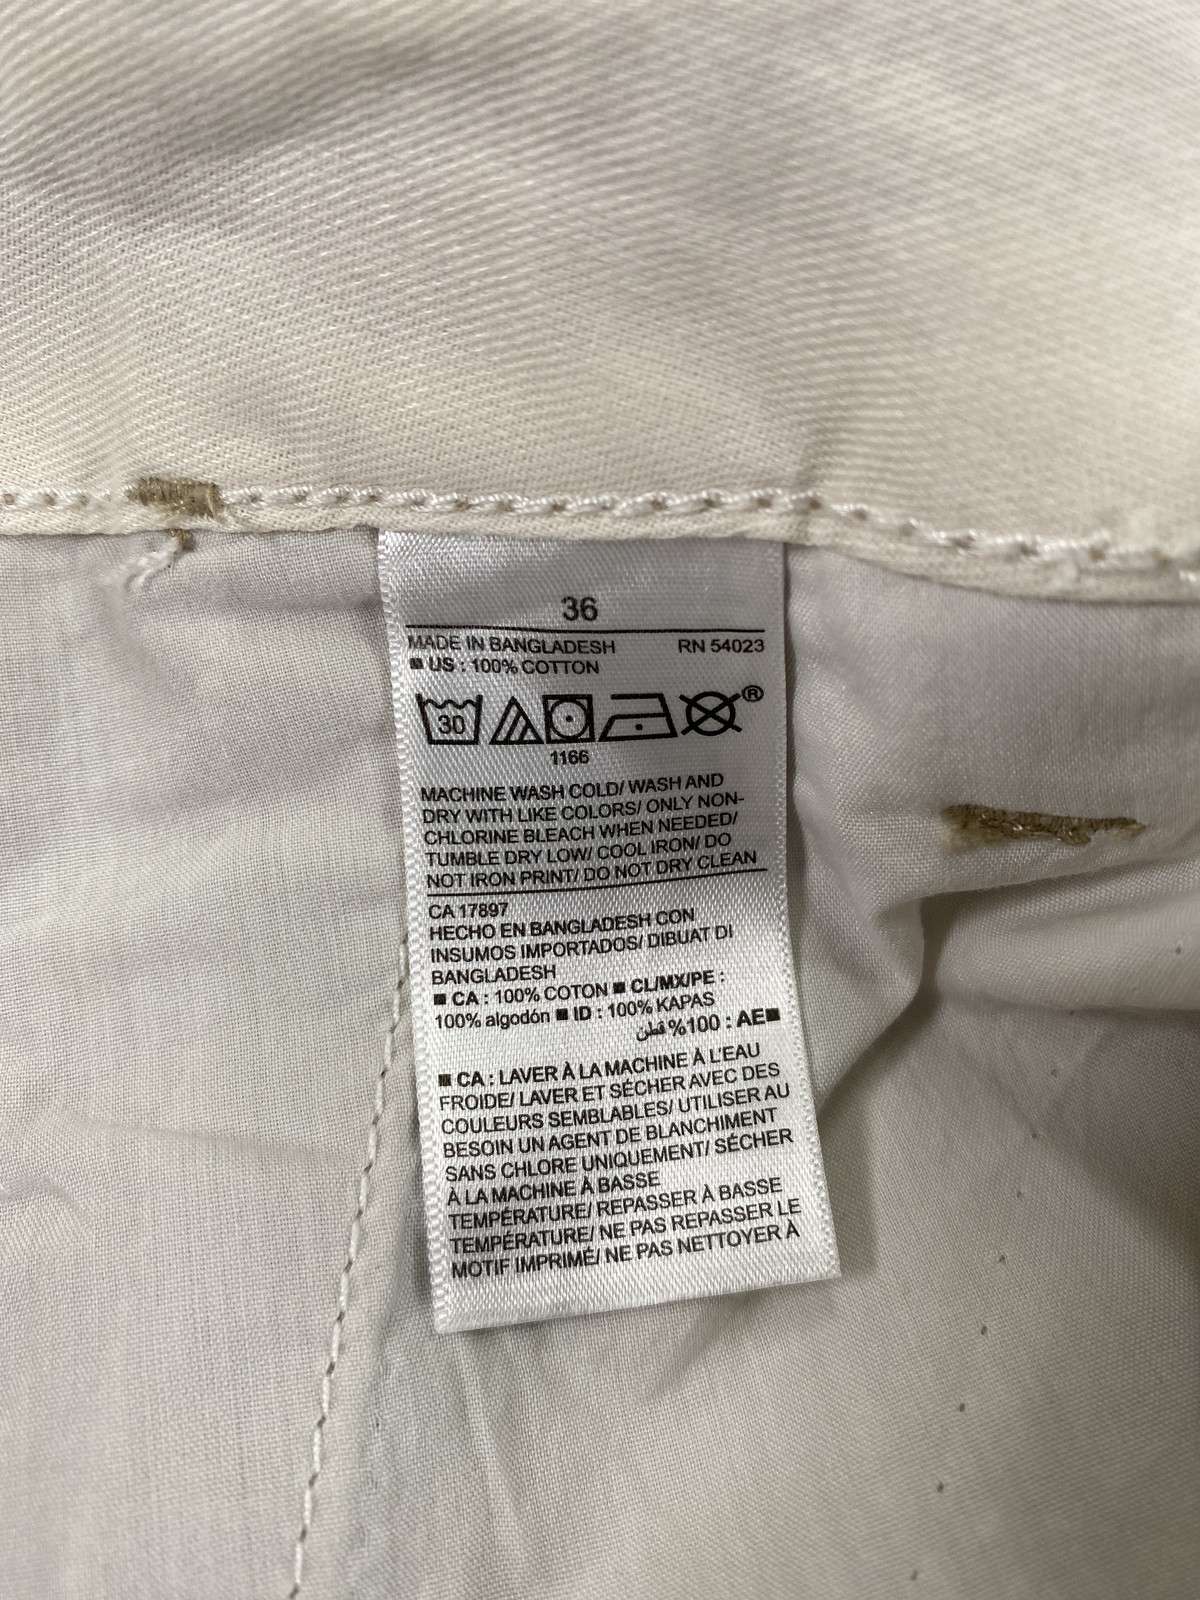 36
MADE IN BANGLADESH RN 54023
■ US : 100% COTTON
30 ®
1166
MACHINE WASH COLD/ WASH AND
DRY WITH LIKE COLORS/ ONLY NON-
CHLORINE BLEACH WHEN NEEDED/
TUMBLE DRY LOW/ COOL IRON/ DO
NOT IRON PRINT/ DO NOT DRY CLEAN
CA 17897
HECHO EN BANGLADESH CON
INSUMOS IMPORTADOS/ DIBUAT DI
BANGLADESH
■ CA : 100% COTON ■ CL/MX/PE :
100% algodón ■ ID : 100% KAPAS
قطن %100 : AE■
■ CA : LAVER À LA MACHINE À L'EAU
FROIDE/ LAVER ET SÉCHER AVEC DES
COULEURS SEMBLABLES/ UTILISER AU
BESOIN UN AGENT DE BLANCHIMENT
SANS CHLORE UNIQUEMENT/ SÉCHER
À LA MACHINE À BASSE
TEMPÉRATURE/ REPASSER À BASSE
TEMPÉRATURE/ NE PAS REPASSER LE
MOTIF IMPRIMÉ/ NE PAS NETTOYER À